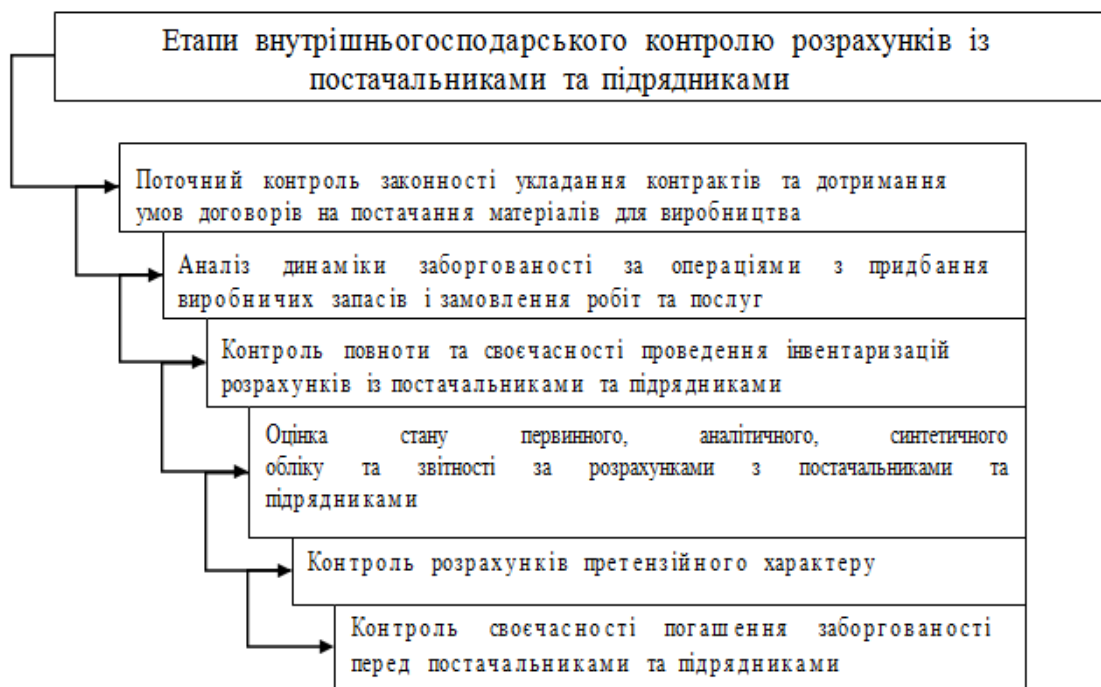 Етапи внутрішньогосподарського контролю розрахунків із
постачальниками та підрядниками
Поточний контроль законності укладання контрактів та дотримання
умов договорів на постачання матеріалів для виробництва
Аналіз динаміки заборгованості за операціями з придбання
виробничих запасів і замовлення робіт та послуг
Контроль повноти та своєчасності проведення інвентаризацій
розрахунків із постачальниками та підрядниками
Оцінка стану первинного, аналітичного, синтетичного
обліку та звітності за розрахунками з постачальниками та
підрядниками
Контроль розрахунків претензійного характеру
Контроль своєчасності погашення заборгованості
перед постачальниками та підрядниками